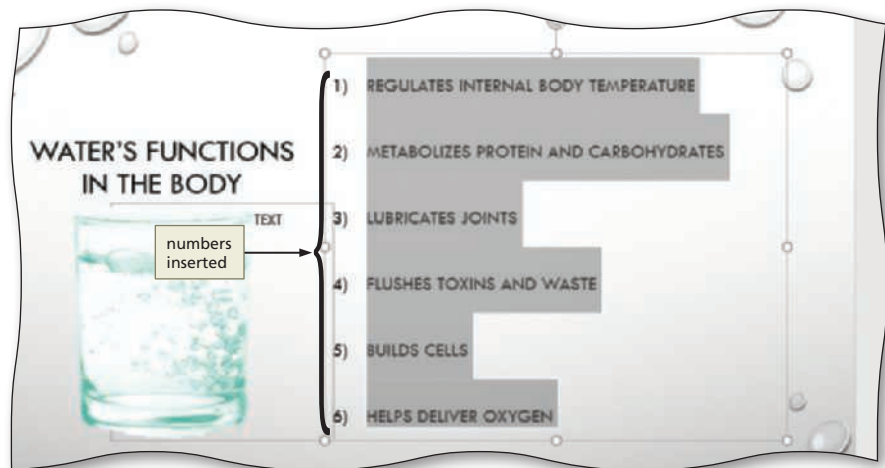 WATER'S FUNCTIONS
IN THE BODY
TEXT
numbers
inserted
1) REGULATES INTERNAL BODY TEMPERATURE
2) METABOLIZES PROTEIN AND CARBOHYDRATES
3) LUBRICATES JOINTS
4) FLUSHES TOXINS AND WASTE
5) BUILDS CELLS
6) HELPS DELIVER OXYGEN